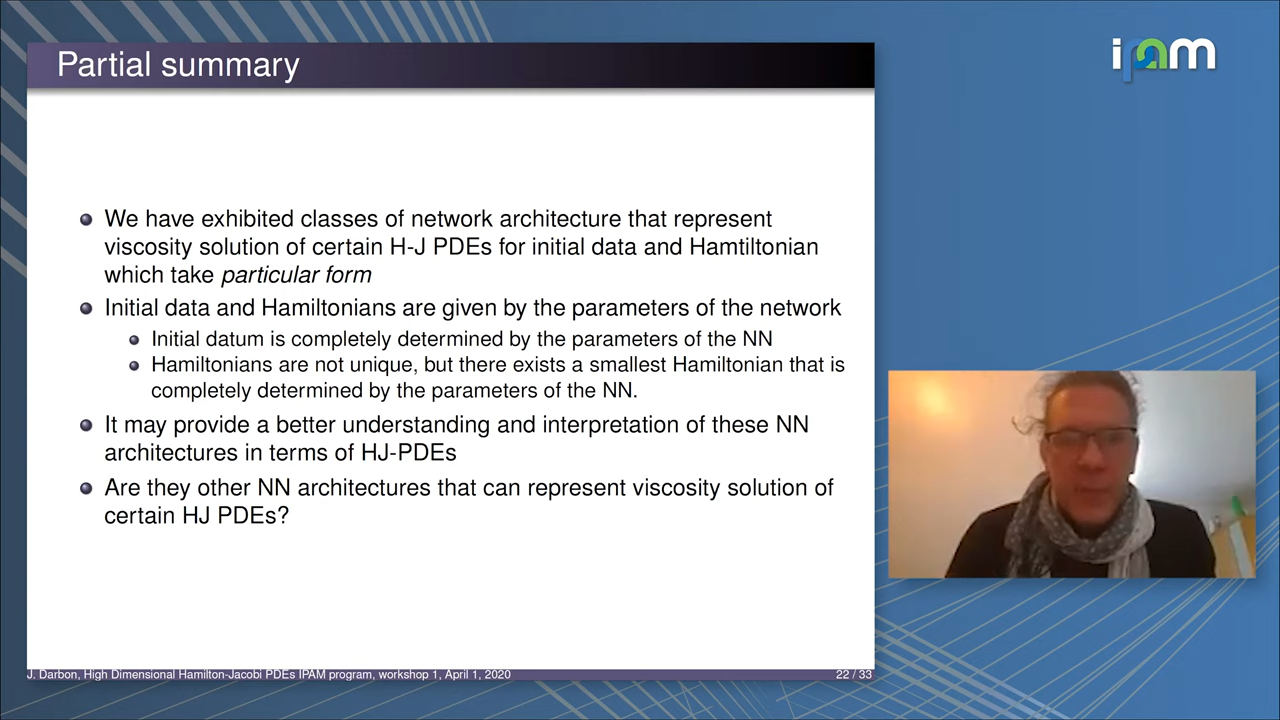 Partial summary
ipam
We have exhibited classes of network architecture that represent
viscosity solution of certain H-J PDEs for initial data and Hamtiltonian
which take particular form
Initial data and Hamiltonians are given by the parameters of the network
Initial datum is completely determined by the parameters of the NN
Hamiltonians are not unique, but there exists a smallest Hamiltonian that is
completely determined by the parameters of the NN.
It may provide a better understanding and interpretation of these NN
architectures in terms of HJ-PDEs
Are they other NN architectures that can represent viscosity solution of
certain HJ PDEs?
J. Darbon, High Dimensional Hamilton-Jacobi PDEs IPAM program, workshop 1, April 1, 2020
22 / 33